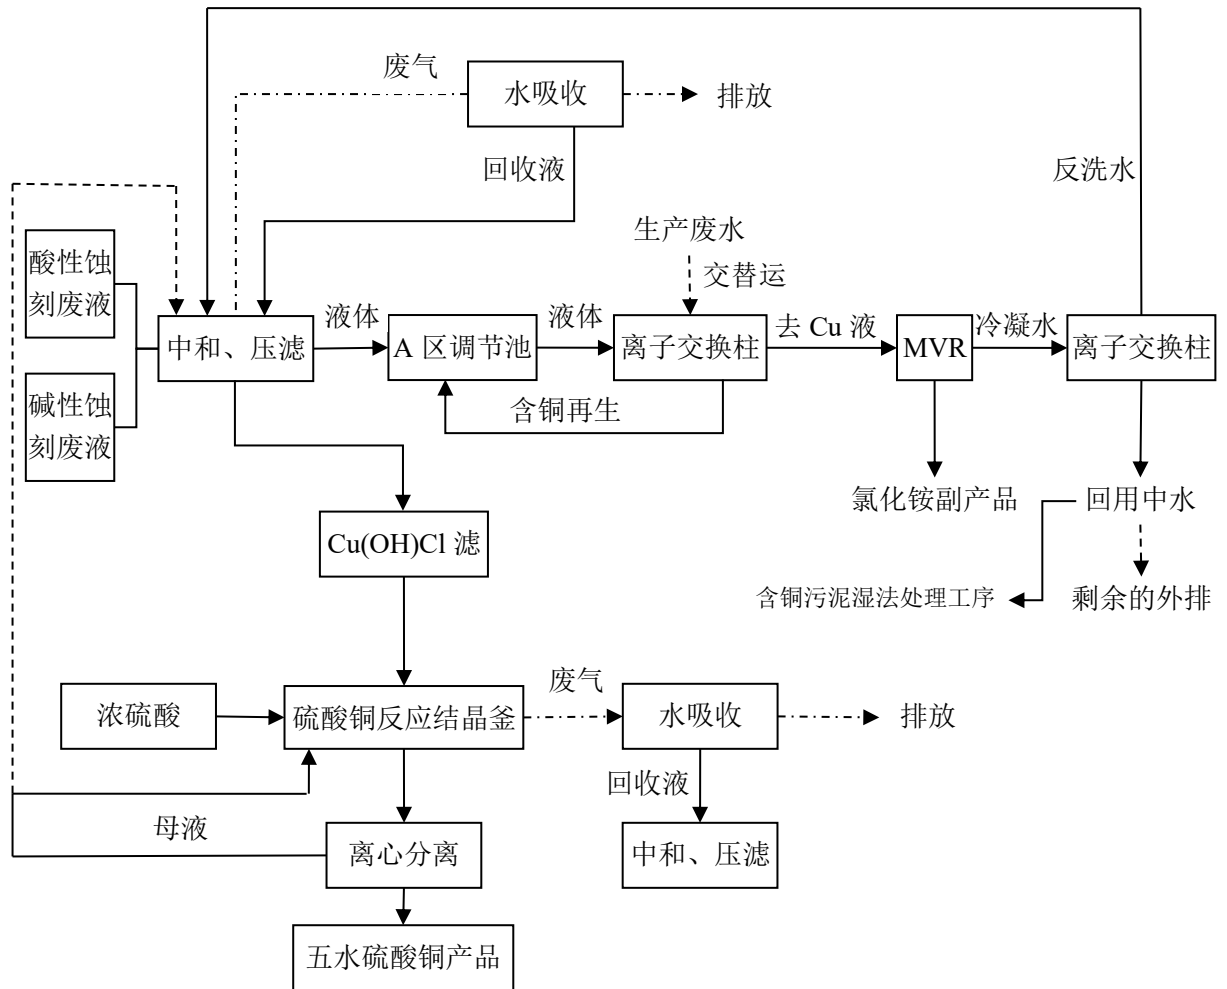 废气
水吸收
排放
回收液
反洗水
生产废水
交替运
酸性蚀
刻废液
碱性蚀
刻废液
中和、压滤
液体
A 区调节池
液体
离子交换柱
去 Cu 液
MVR
冷凝水
离子交换柱
含铜再生
氯化铵副产品
回用中水
Cu(OH)Cl 滤
含铜污泥湿法处理工序
剩余的外排
浓硫酸
硫酸铜反应结晶釜
废气
水吸收
排放
回收液
母液
离心分离
中和、压滤
五水硫酸铜产品